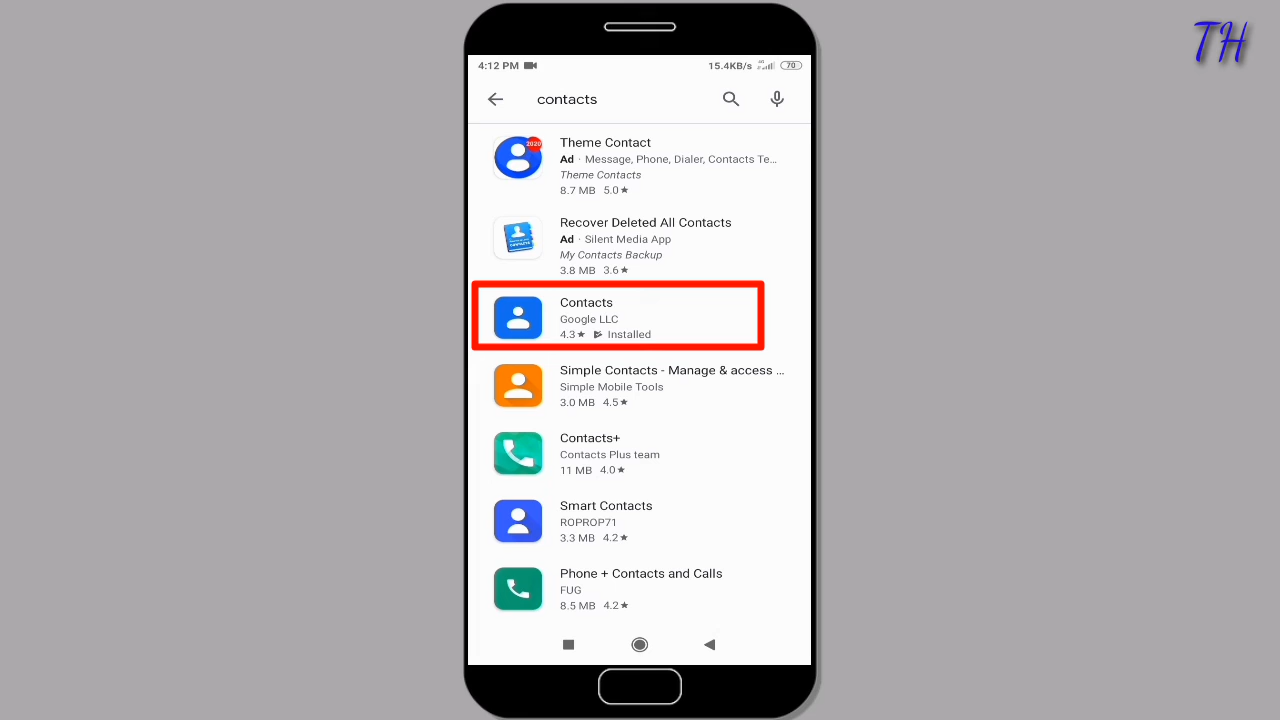 TH
4:12 PM 15.4KB/s 4G 70
contacts
2020
Theme Contact
Ad · Message, Phone, Dialer, Contacts Te...
Theme Contacts
8.7 MB 5.0★
Recover Deleted All Contacts
Ad · Silent Media App
My Contacts Backup
3.8 MB 3.6★
Contacts
Google LLC
4.3★ Installed
Simple Contacts - Manage & access ...
Simple Mobile Tools
3.0 MB 4.5★
Contacts+
Contacts Plus team
11 MB 4.0★
Smart Contacts
ROPROP71
3.3 MB 4.2★
Phone + Contacts and Calls
FUG
8.5 MB 4.2★